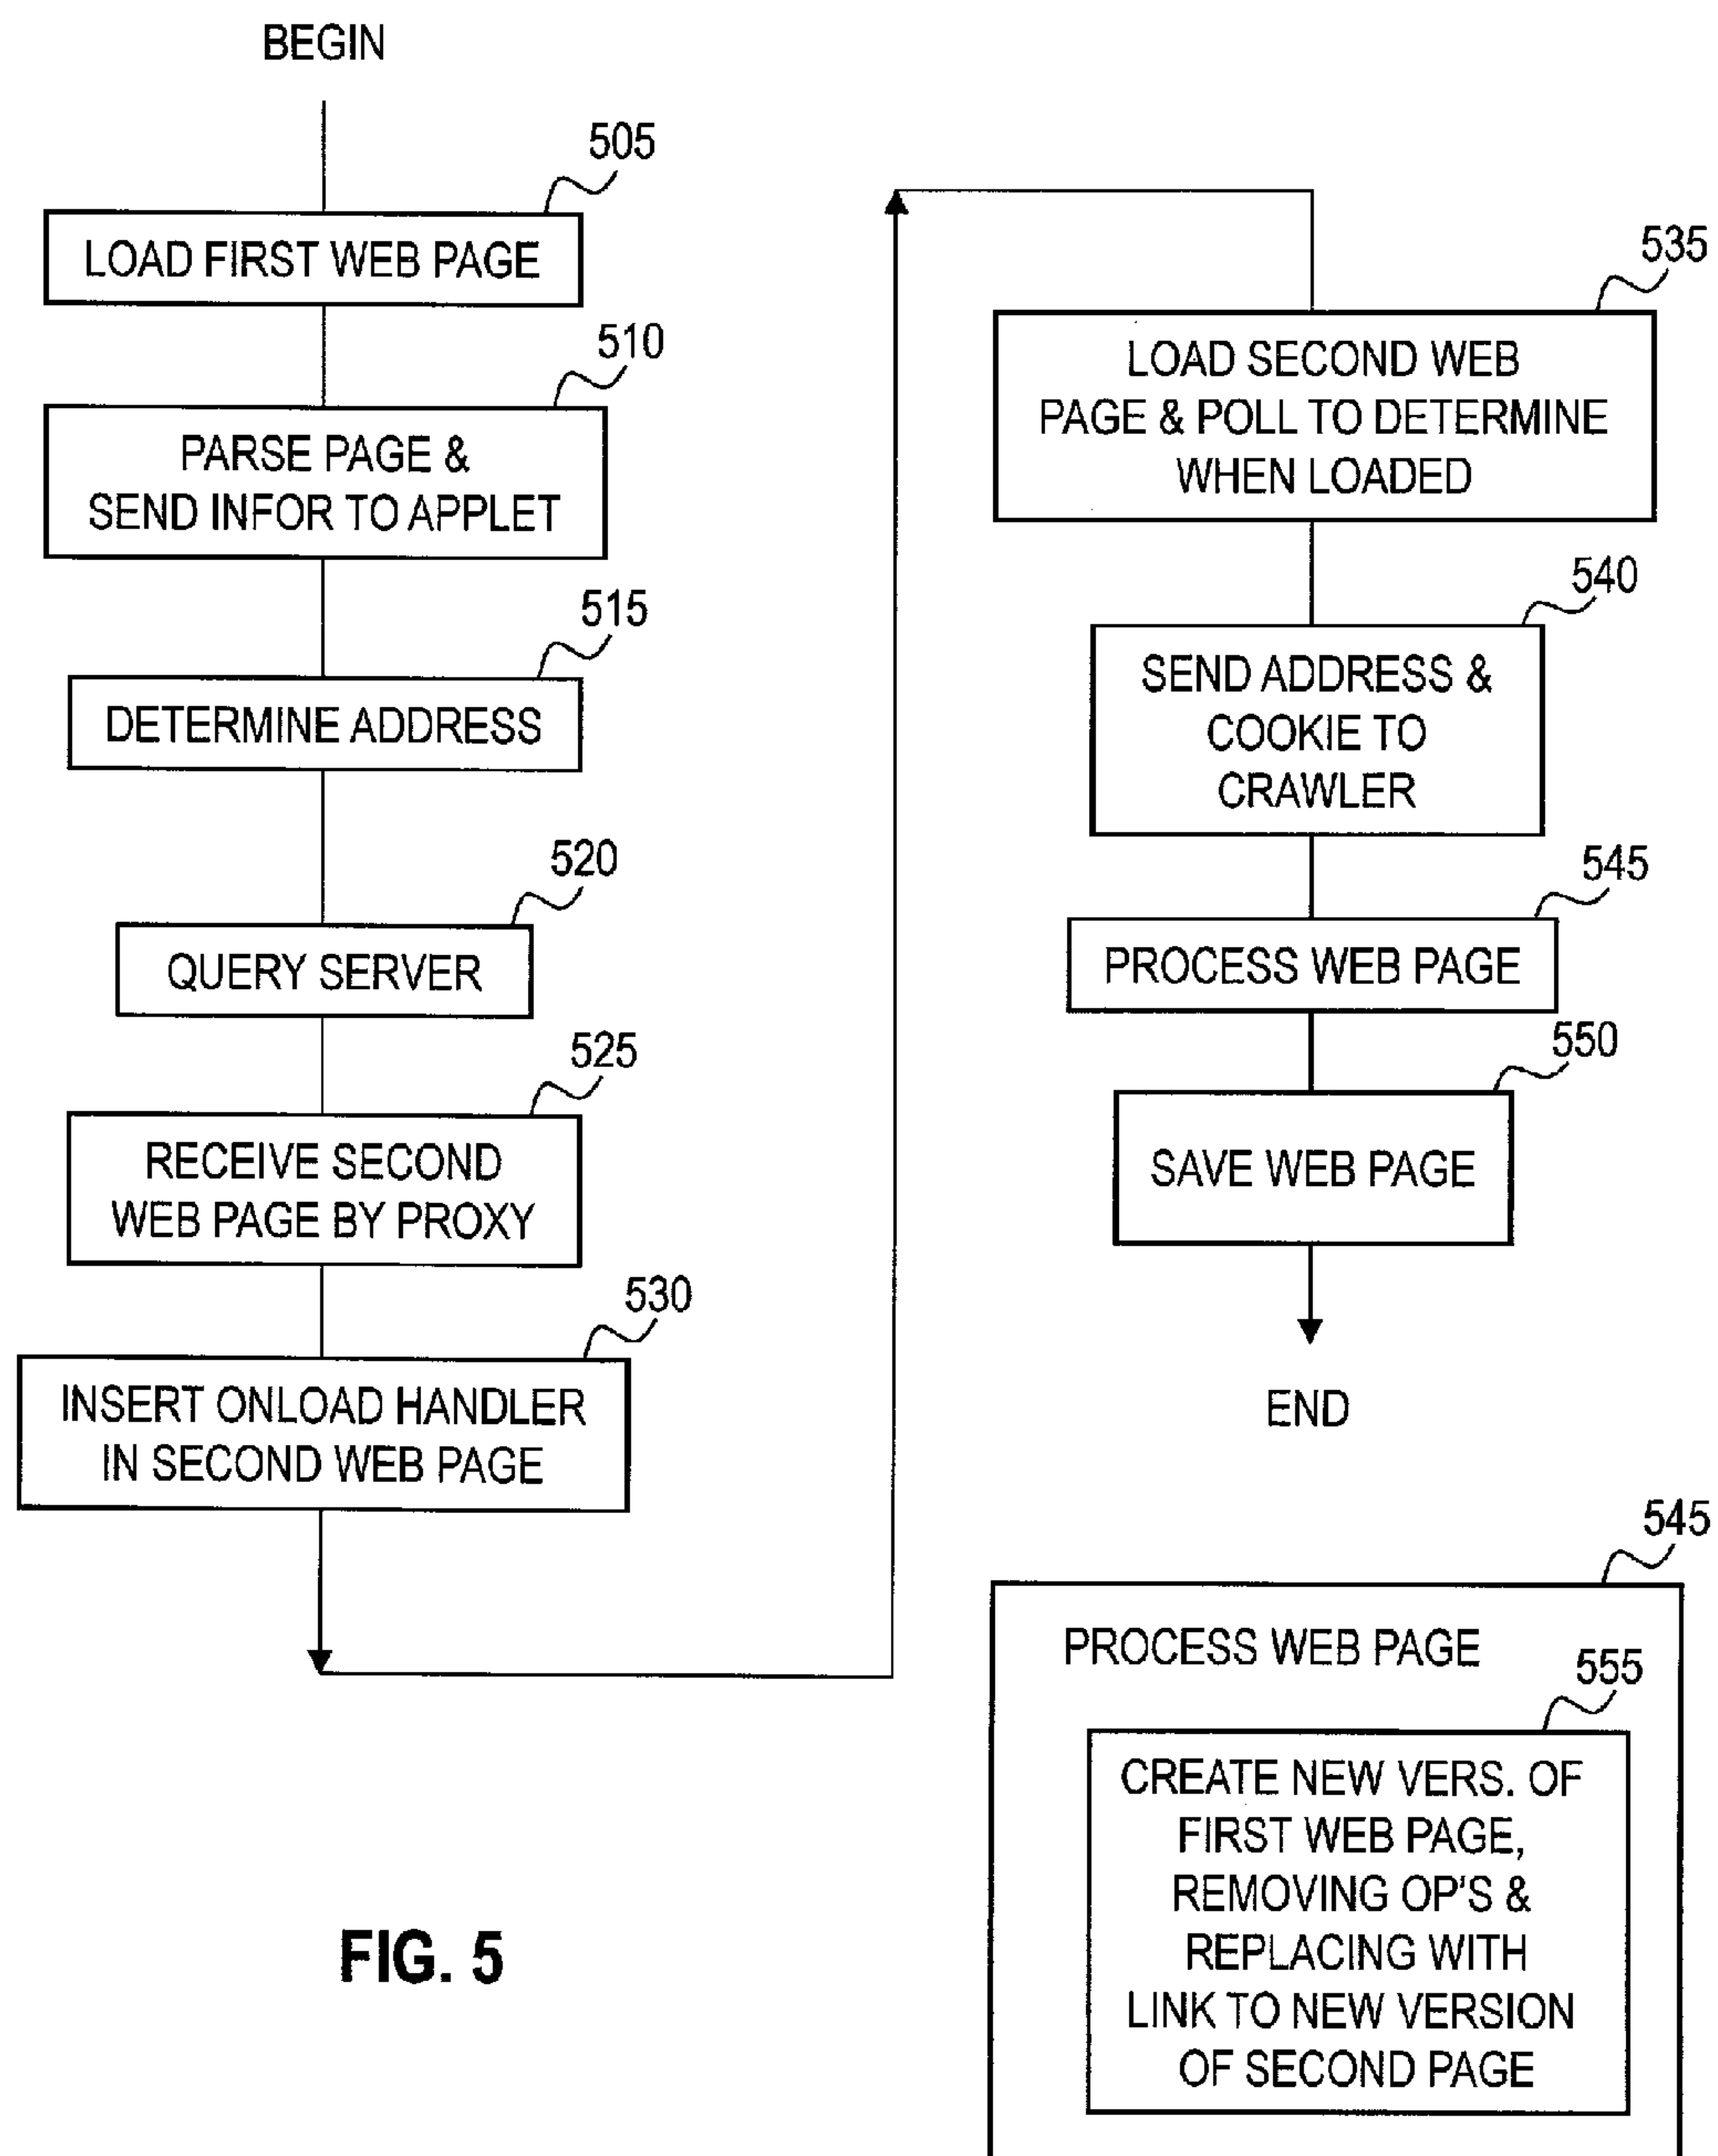 BEGIN
505
LOAD FIRST WEB PAGE
510
PARSE PAGE &
SEND INFOR TO APPLET
515
DETERMINE ADDRESS
520
QUERY SERVER
525
RECEIVE SECOND
WEB PAGE BY PROXY
530
INSERT ONLOAD HANDLER
IN SECOND WEB PAGE
535
LOAD SECOND WEB
PAGE & POLL TO DETERMINE
WHEN LOADED
540
SEND ADDRESS &
COOKIE TO
CRAWLER
545
PROCESS WEB PAGE
550
SAVE WEB PAGE
END
545
PROCESS WEB PAGE
555
CREATE NEW VERS. OF
FIRST WEB PAGE,
REMOVING OP'S &
REPLACING WITH
LINK TO NEW VERSION
OF SECOND PAGE
FIG. 5